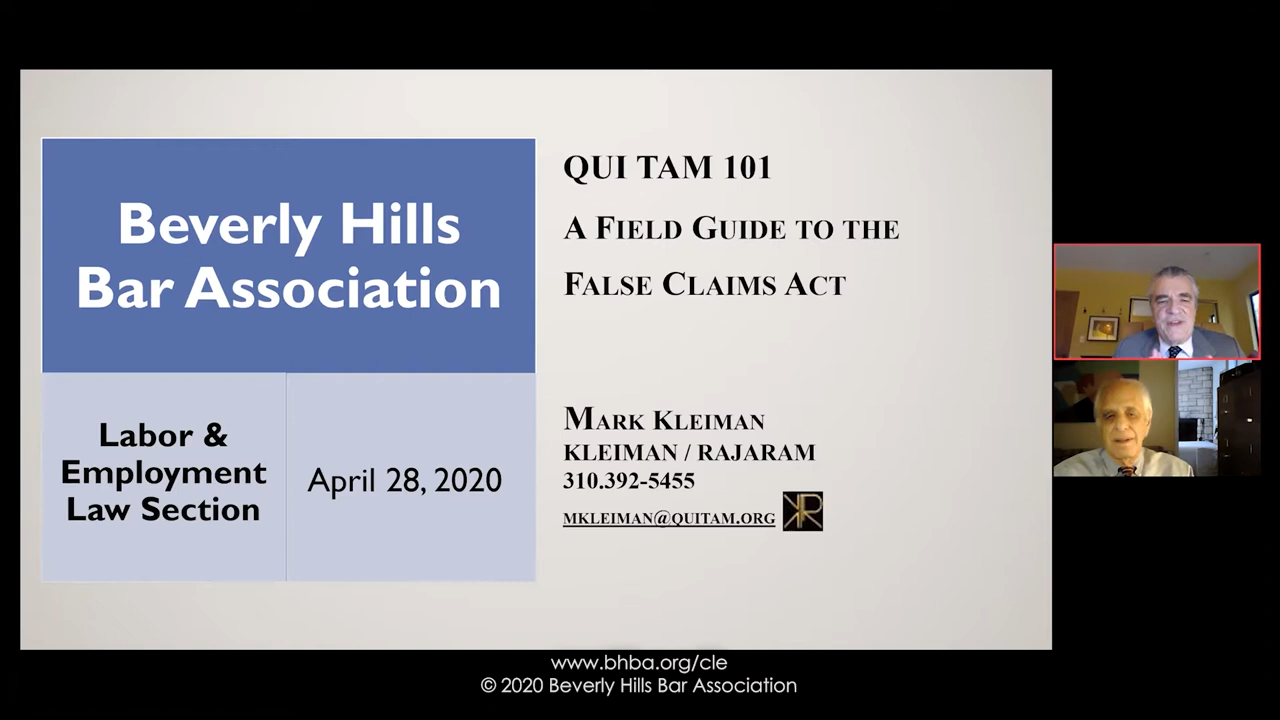 Beverly Hills
Bar Association
Labor &
Employment
Law Section
April 28, 2020
QUI TAM 101
A FIELD GUIDE TO THE
FALSE CLAIMS ACT
MARK KLEIMAN
KLEIMAN / RAJARAM
310.392-5455
MKLEIMAN@QUITAM.ORG
KR
www.bhba.org/cle
© 2020 Beverly Hills Bar Association